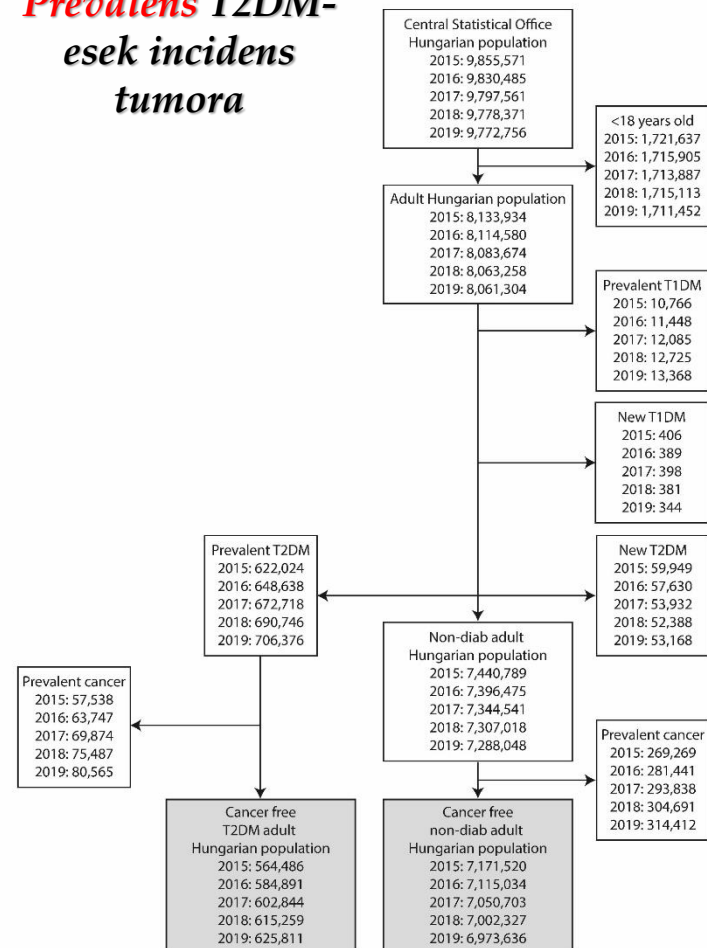 Prevalens T2DM-
esek incidens
tumora
Central Statistical Office
Hungarian population
2015: 9,855,571
2016: 9,830,485
2017: 9,797,561
2018: 9,778,371
2019: 9,772,756
<18 years old
2015: 1,721,637
2016: 1,715,905
2017: 1,713,887
2018: 1,715,113
2019: 1,711,452
Adult Hungarian population
2015: 8,133,934
2016: 8,114,580
2017: 8,083,674
2018: 8,063,258
2019: 8,061,304
Prevalent T1DM
2015: 10,766
2016: 11,448
2017: 12,085
2018: 12,725
2019: 13,368
New T1DM
2015: 406
2016: 389
2017: 398
2018: 381
2019: 344
Prevalent T2DM
2015: 622,024
2016: 648,638
2017: 672,718
2018: 690,746
2019: 706,376
New T2DM
2015: 59,949
2016: 57,630
2017: 53,932
2018: 52,388
2019: 53,168
Non-diab adult
Hungarian population
2015: 7,440,789
2016: 7,396,475
2017: 7,344,541
2018: 7,307,018
2019: 7,288,048
Prevalent cancer
2015: 57,538
2016: 63,747
2017: 69,874
2018: 75,487
2019: 80,565
Prevalent cancer
2015: 269,269
2016: 281,441
2017: 293,838
2018: 304,691
2019: 314,412
Cancer free
T2DM adult
Hungarian population
2015: 564,486
2016: 584,891
2017: 602,844
2018: 615,259
2019: 625,811
Cancer free
non-diab adult
Hungarian population
2015: 7,171,520
2016: 7,115,034
2017: 7,050,703
2018: 7,002,327
2019: 6,973,636